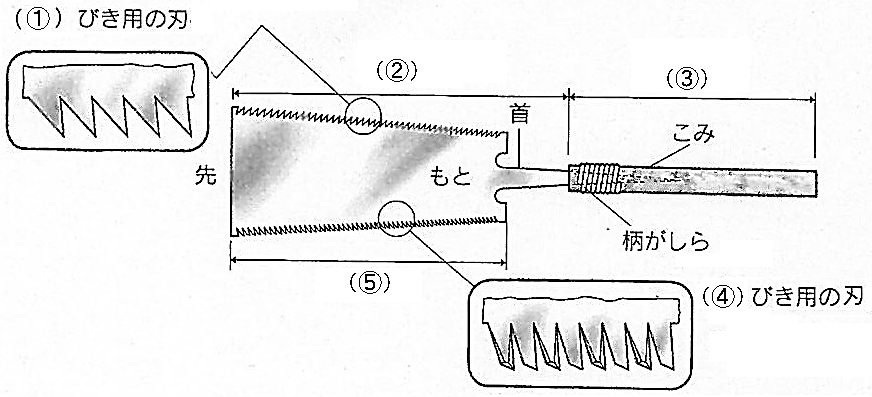 (①) びき用の刃
(②)
(③)
首
こみ
先
もと
柄がしら
(⑤)
(④) びき用の刃